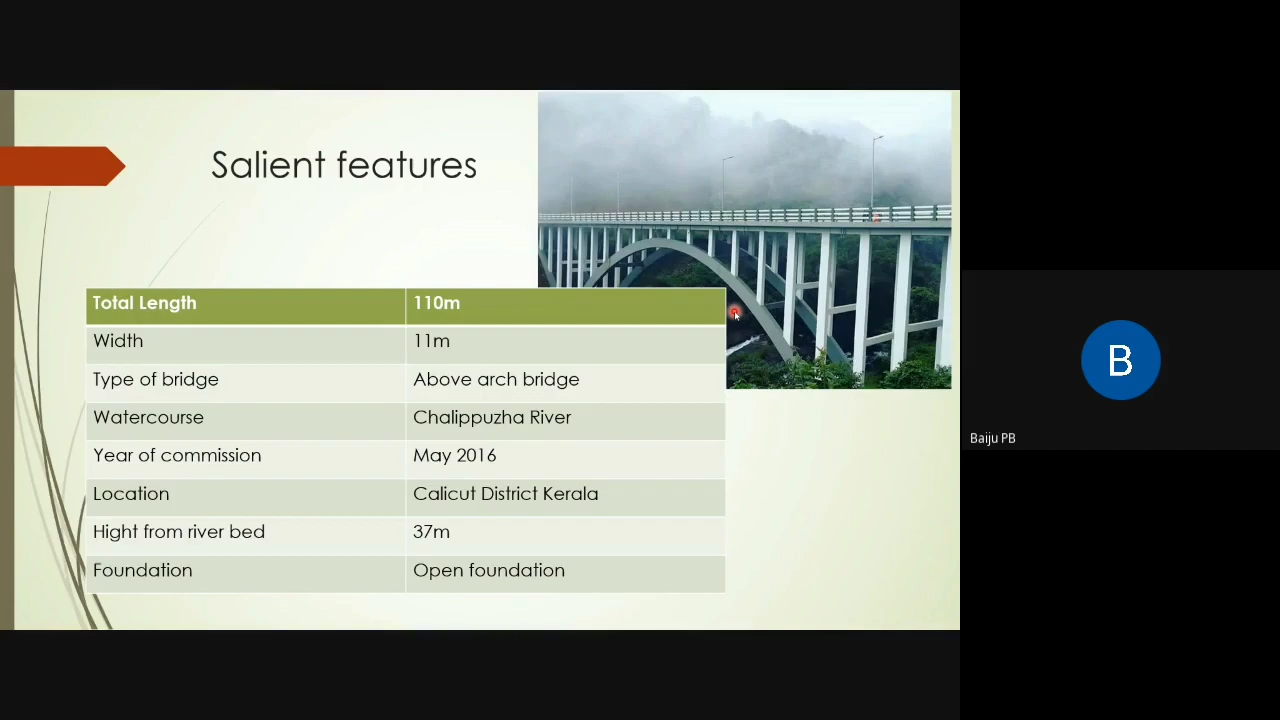 Salient features
Total Length 110m
Width 11m
Type of bridge Above arch bridge
Watercourse Chalippuzha River
Year of commission May 2016
Location Calicut District Kerala
Hight from river bed 37m
Foundation Open foundation
B
Baiju PB